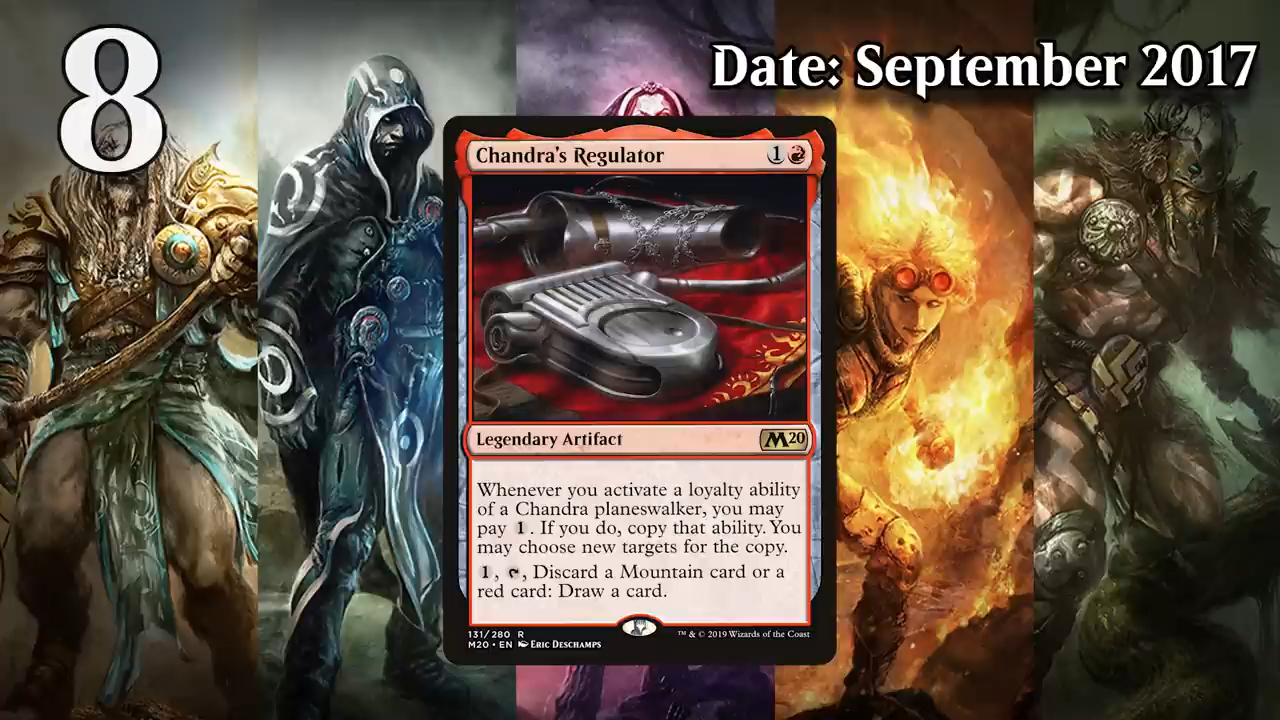 8
Date: September 2017
Chandra's Regulator 1
Legendary Artifact M20
Whenever you activate a loyalty ability
of a Chandra planeswalker, you may
pay 1. If you do, copy that ability. You
may choose new targets for the copy.
1, , Discard a Mountain card or a
red card: Draw a card.
131/280 R
M20 • EN Eric Deschamps
™ & © 2019 Wizards of the Coast